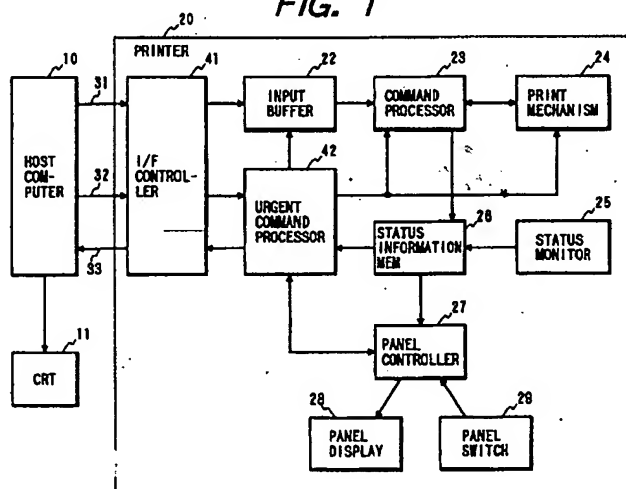 FIG. 1
20
PRINTER
10
41
22
23
24
31
INPUT
BUFFER
COMMAND
PROCESSOR
PRINT
MECHANISM
HOST
COM-
PUTER
32
I/F
CONTROL-
LER
42
URGENT
COMMAND
PROCESSOR
26
STATUS
INFORMATION
MEM
25
STATUS
MONITOR
33
11
CRT
27
PANEL
CONTROLLER
28
PANEL
DISPLAY
29
PANEL
SWITCH